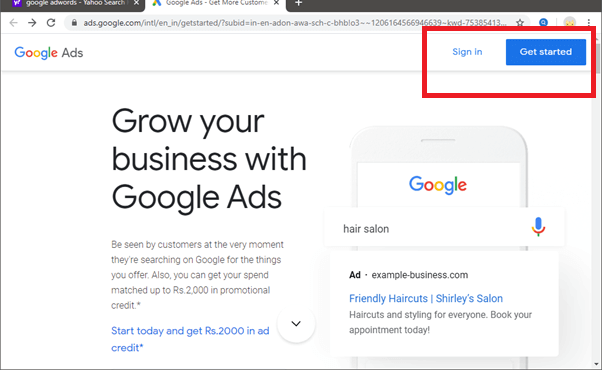 google adwords - Yahoo Search
Google Ads - Get More Custome
ads.google.com/intl/en_in/getstarted/?subid=in-en-adon-awa-sch-c-bhblo3~~1206164566946639~kwd-75385413...
Google Ads
Sign in
Get started
Grow your
business with
Google Ads
Be seen by customers at the very moment
they're searching on Google for the things
you offer. Also, you can get your spend
matched up to Rs.2,000 in promotional
credit.*
Start today and get Rs.2000 in ad
credit*
Google
hair salon
Ad · example-business.com
Friendly Haircuts | Shirley's Salon
Haircuts and styling for everyone. Book your
appointment today!